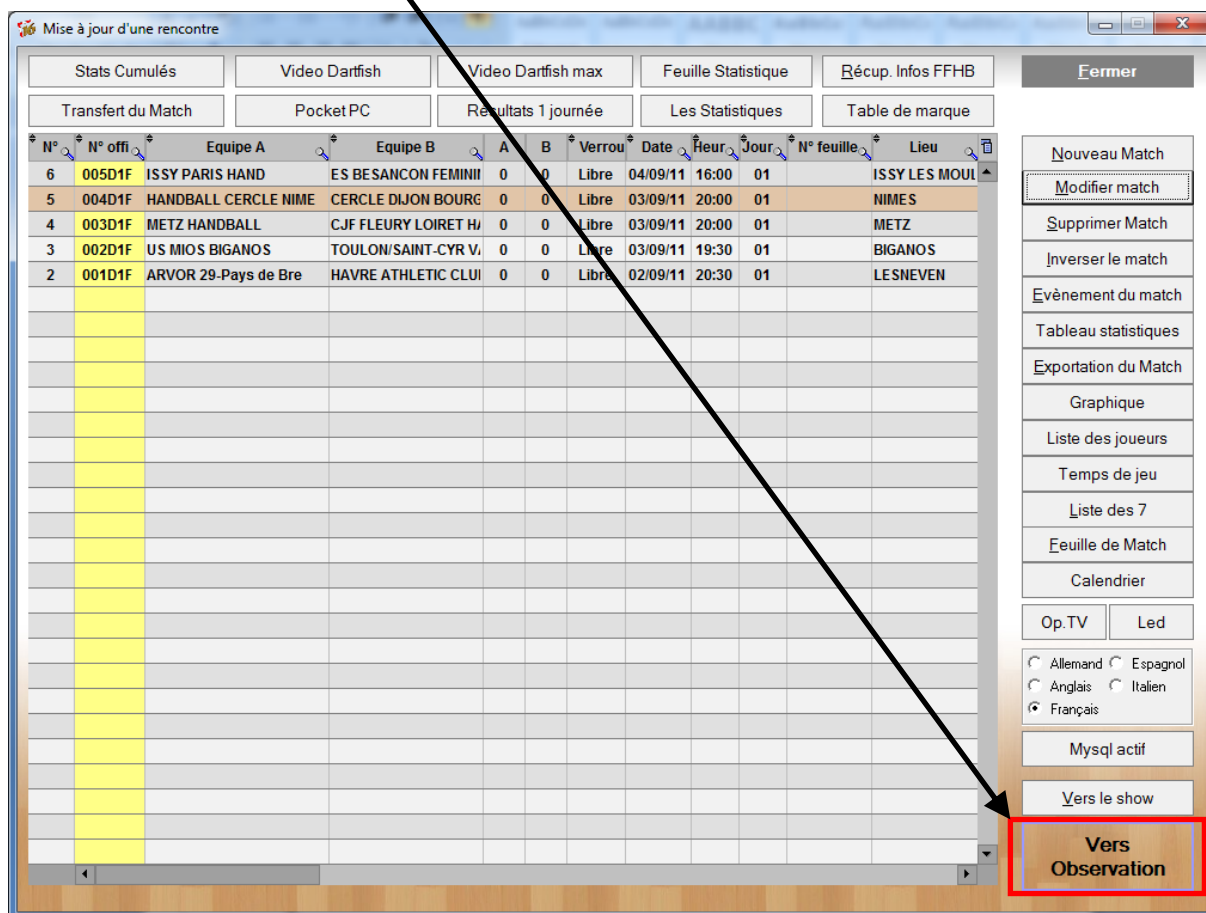 Mise à jour d'une rencontre
Stats Cumulés Video Dartfish Video Dartfish max Feuille Statistique Récup. Infos FFHB Fermer
Transfert du Match Pocket PC Résultats 1 journée Les Statistiques Table de marque
N° N° offi Equipe A Equipe B A B Verrou Date Heur Jour N° feuille Lieu
6 005D1F ISSY PARIS HAND ES BESANCON FEMININ 0 0 Libre 04/09/11 16:00 01 ISSY LES MOUL
5 004D1F HANDBALL CERCLE NIME CERCLE DIJON BOURG 0 0 Libre 03/09/11 20:00 01 NIMES
4 003D1F METZ HANDBALL CJF FLEURY LOIRET HA 0 0 Libre 03/09/11 20:00 01 METZ
3 002D1F US MIOS BIGANOS TOULON/SAINT-CYR VA 0 0 Libre 03/09/11 19:30 01 BIGANOS
2 001D1F ARVOR 29-Pays de Bre HAVRE ATHLETIC CLUI 0 0 Libre 02/09/11 20:30 01 LESNEVEN
Nouveau Match
Modifier match
Supprimer Match
Inverser le match
Evènement du match
Tableau statistiques
Exportation du Match
Graphique
Liste des joueurs
Temps de jeu
Liste des 7
Feuille de Match
Calendrier
Op.TV Led
Allemand Espagnol
Anglais Italien
Français
Mysql actif
Vers le show
Vers
Observation